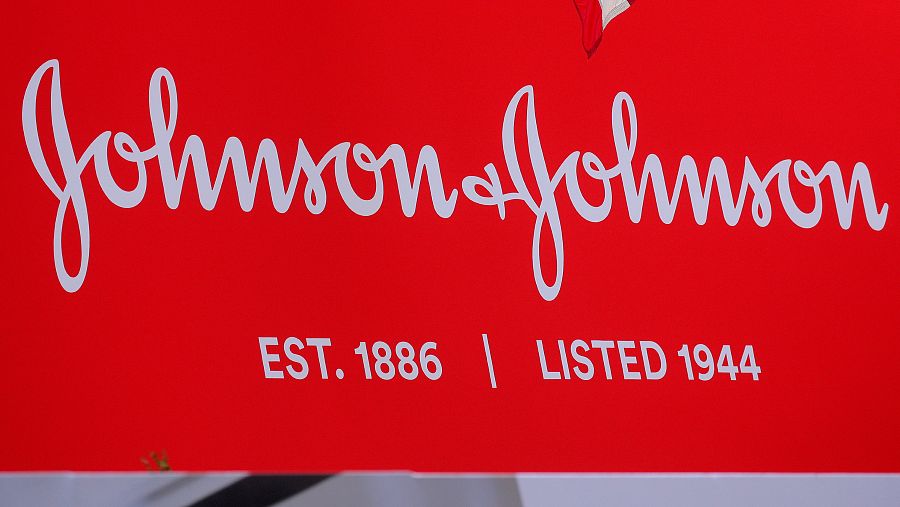 Johnson & Johnson
EST. 1886 | LISTED 1944